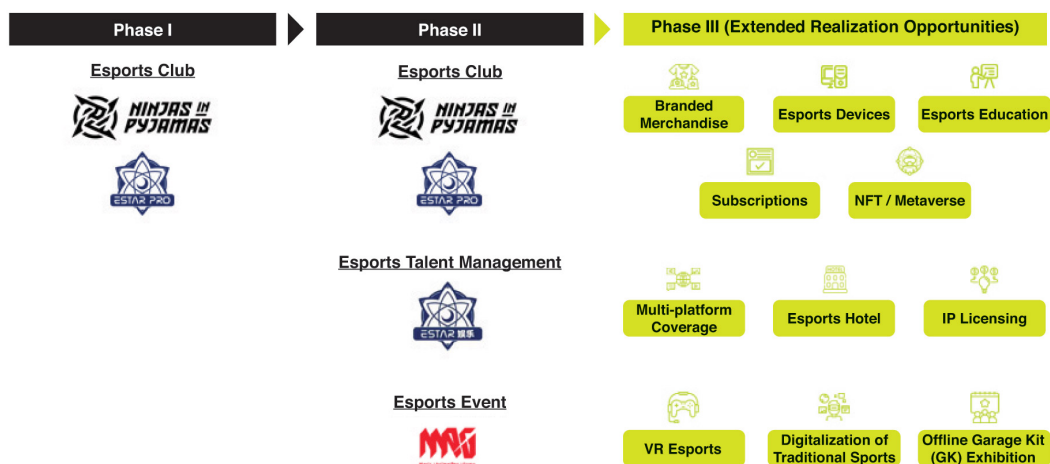 Phase I
Phase II
Phase III (Extended Realization Opportunities)
Esports Club
NINJAS IN
PYJAMAS
ESTAR PRO
Esports Club
NINJAS IN
PYJAMAS
ESTAR PRO
Branded
Merchandise
Esports Devices
Esports Education
Subscriptions
NFT / Metaverse
Esports Talent Management
ESTAR 娱乐
Multi-platform
Coverage
Esports Hotel
IP Licensing
Esports Event
VR Esports
Digitalization of
Traditional Sports
Offline Garage Kit
(GK) Exhibition